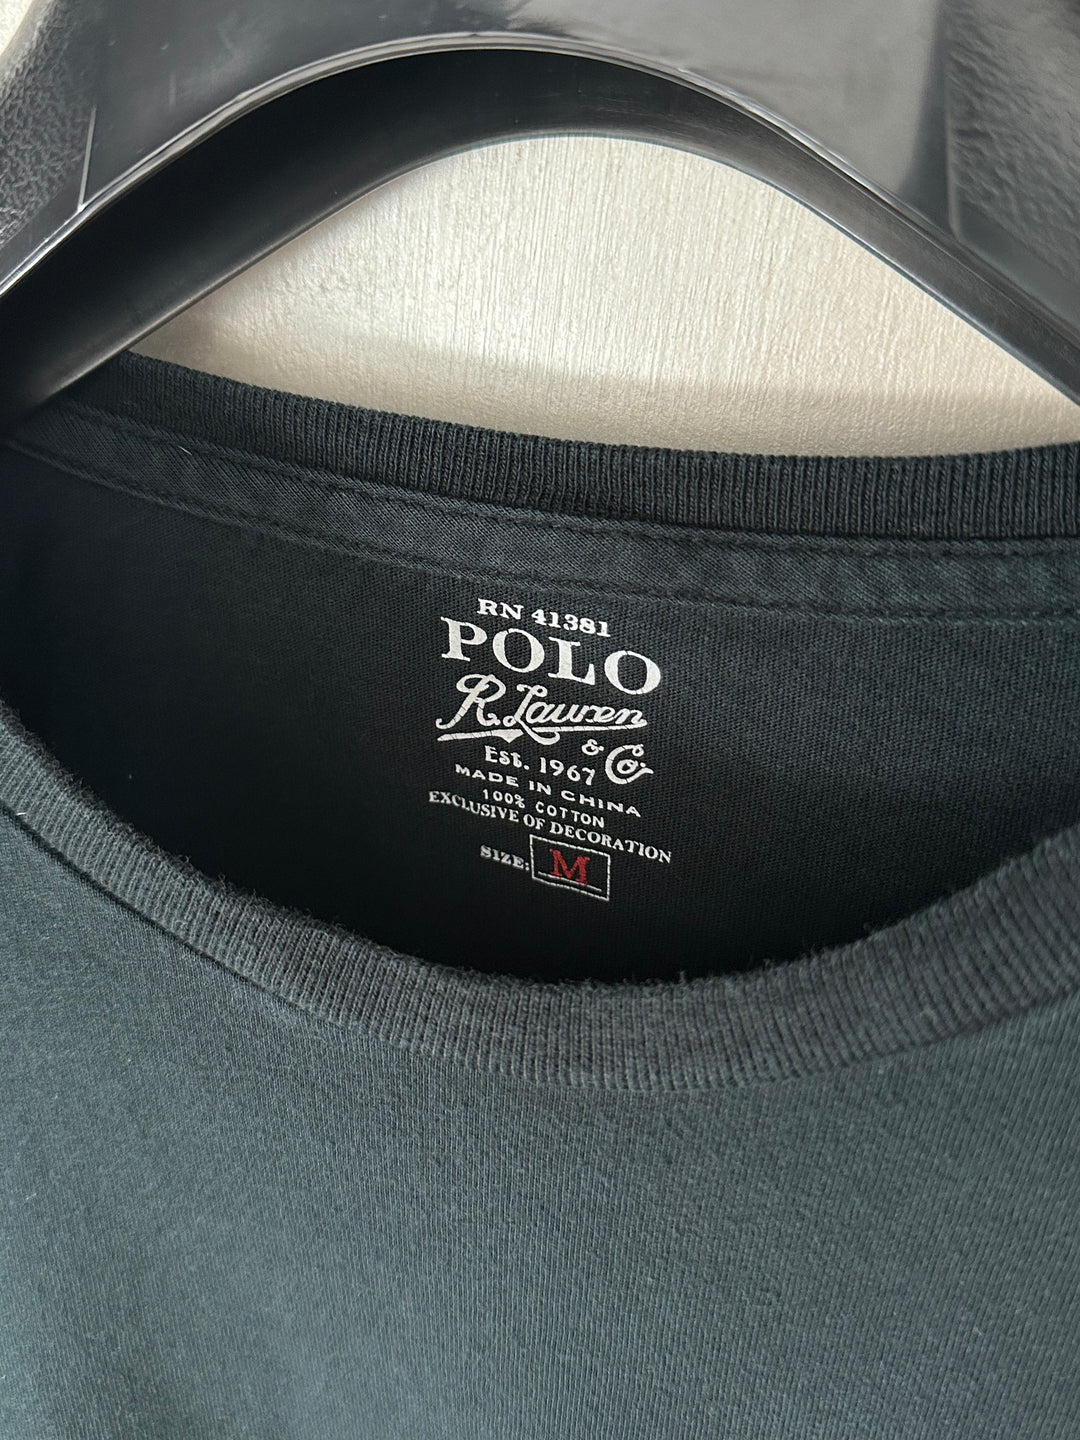 RN 41381
POLO
R. Lauren
& Co.
Est. 1967
MADE IN CHINA
100% COTTON
EXCLUSIVE OF DECORATION
SIZE: M